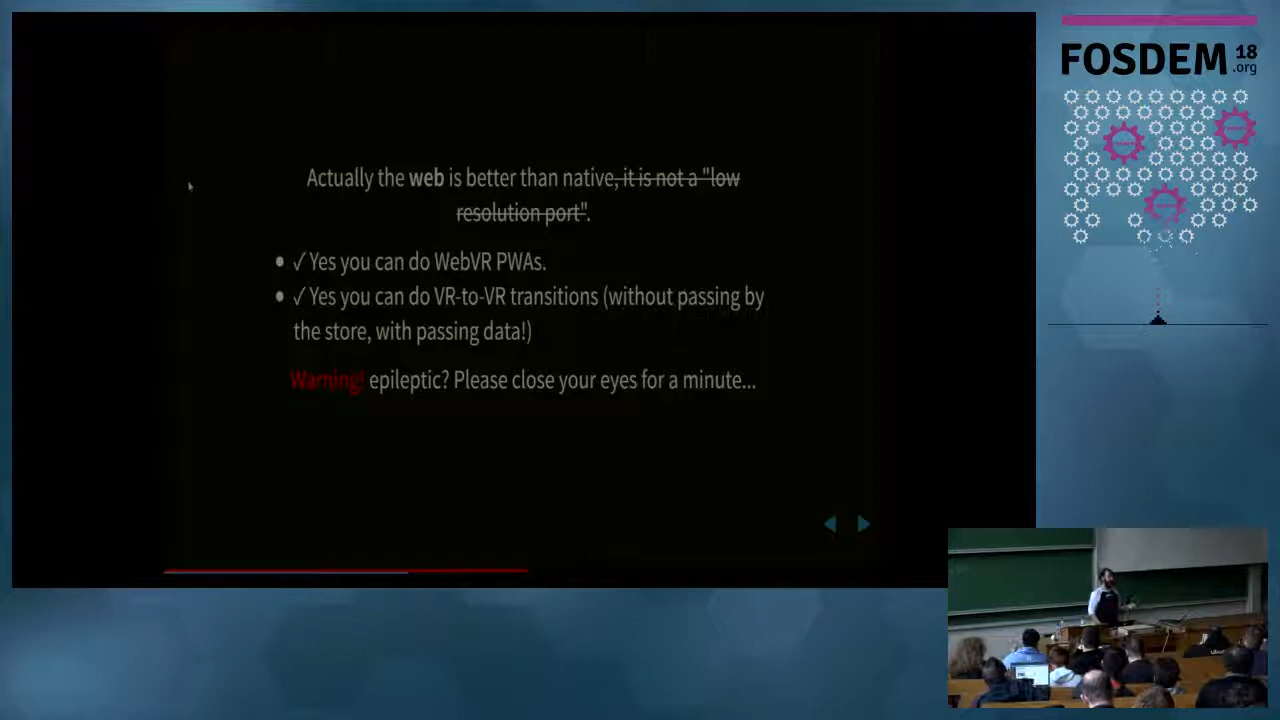 FOSDEM 18
.org
Actually the web is better than native, it is not a "low
resolution port".
✓Yes you can do WebVR PWAs.
✓Yes you can do VR-to-VR transitions (without passing by
the store, with passing data!)
Warning! epileptic? Please close your eyes for a minute...